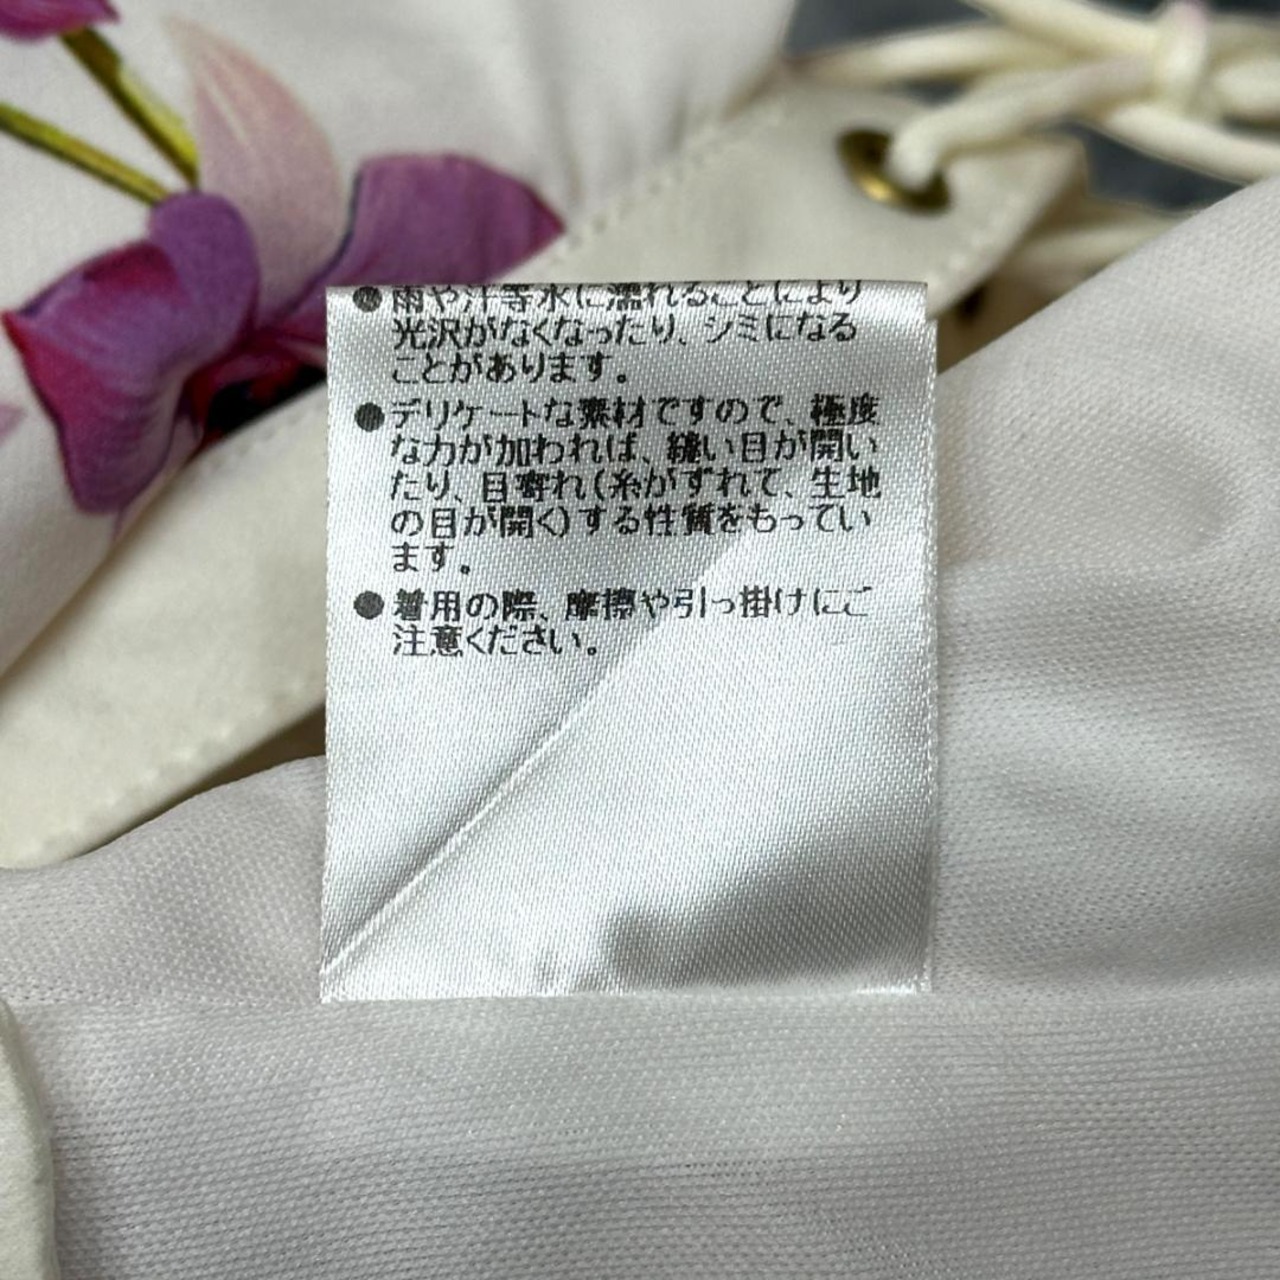 ●雨や汗等水に濡れることにより
光沢がなくなったり、シミになる
ことがあります。
●デリケートな素材ですので、極度
な力が加われば、縫い目が開い
たり、目寄れ(糸がずれて、生地
の目が開く)する性質をもってい
ます。
●着用の際、摩擦や引っ掛けにご
注意ください。